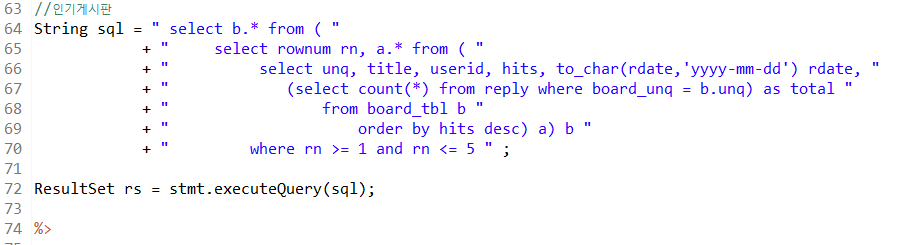 63 //인기게시판
64 String sql = " select b.* from ( "
65 + "     select rownum rn, a.* from ( "
66 + "          select unq, title, userid, hits, to_char(rdate,'yyyy-mm-dd') rdate, "
67 + "             (select count(*) from reply where board_unq = b.unq) as total "
68 + "                 from board_tbl b "
69 + "                     order by hits desc) a) b "
70 + "         where rn >= 1 and rn <= 5 " ;
71
72 ResultSet rs = stmt.executeQuery(sql);
73
74 %>